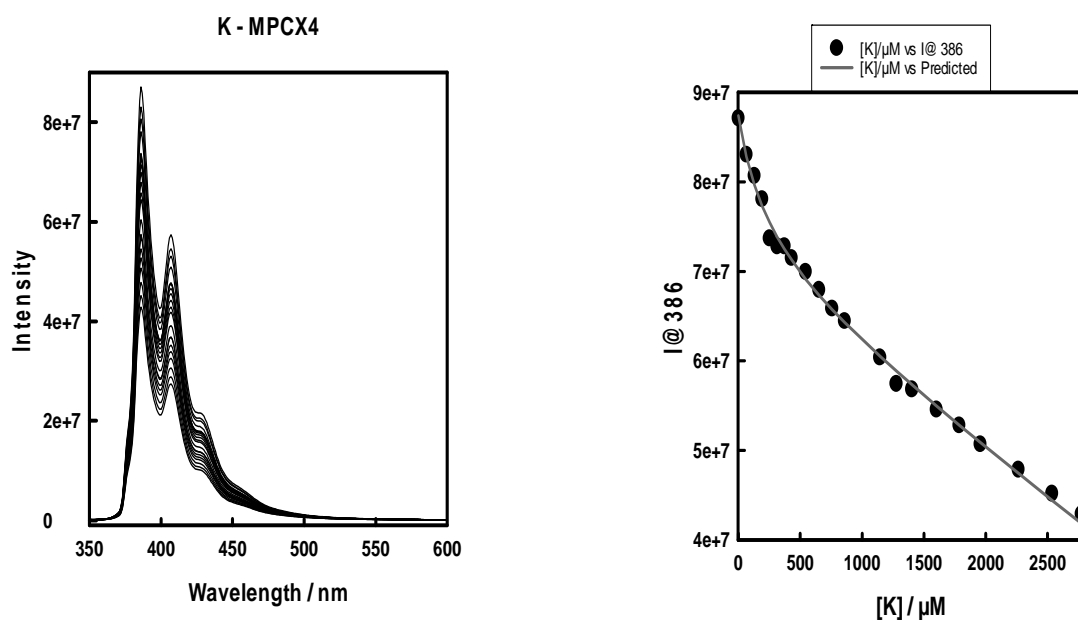 K - MPCX4
8e+7
6e+7
4e+7
2e+7
0
350 400 450 500 550 600
Intensity
Wavelength / nm
[K]/µM vs I@ 386
[K]/µM vs Predicted
9e+7
8e+7
7e+7
6e+7
5e+7
4e+7
0 500 1000 1500 2000 2500
I@ 386
[K] / µM